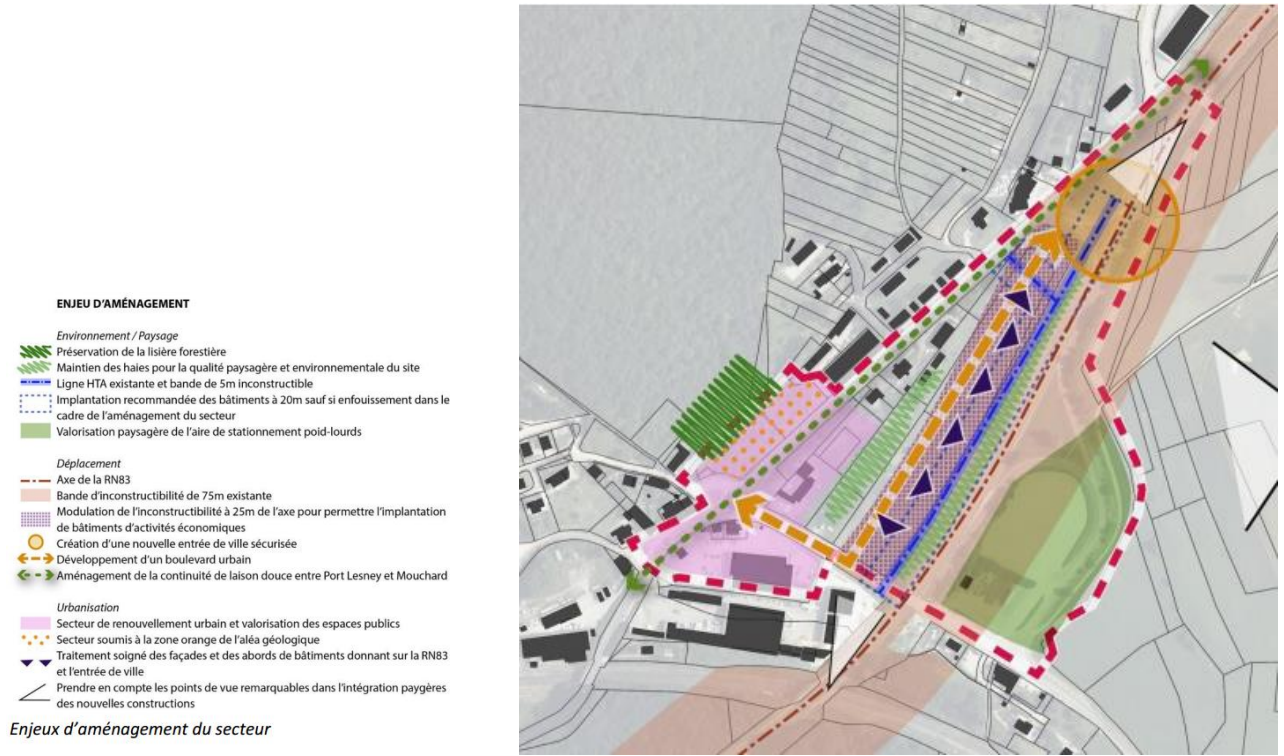 ENJEU D'AMÉNAGEMENT
Environnement / Paysage
Préservation de la lisière forestière
Maintien des haies pour la qualité paysagère et environnementale du site
Ligne HTA existante et bande de 5m inconstructible
Implantation recommandée des bâtiments à 20m sauf si enfouissement dans le
cadre de l'aménagement du secteur
Valorisation paysagère de l'aire de stationnement poid-lourds
Déplacement
Axe de la RN83
Bande d'inconstructibilité de 75m existante
Modulation de l'inconstructibilité à 25m de l'axe pour permettre l'implantation
de bâtiments d'activités économiques
Création d'une nouvelle entrée de ville sécurisée
Développement d'un boulevard urbain
Aménagement de la continuité de laison douce entre Port Lesney et Mouchard
Urbanisation
Secteur de renouvellement urbain et valorisation des espaces publics
Secteur soumis à la zone orange de l'aléa géologique
Traitement soigné des façades et des abords de bâtiments donnant sur la RN83
et l'entrée de ville
Prendre en compte les points de vue remarquables dans l'intégration paygères
des nouvelles constructions
Enjeux d'aménagement du secteur